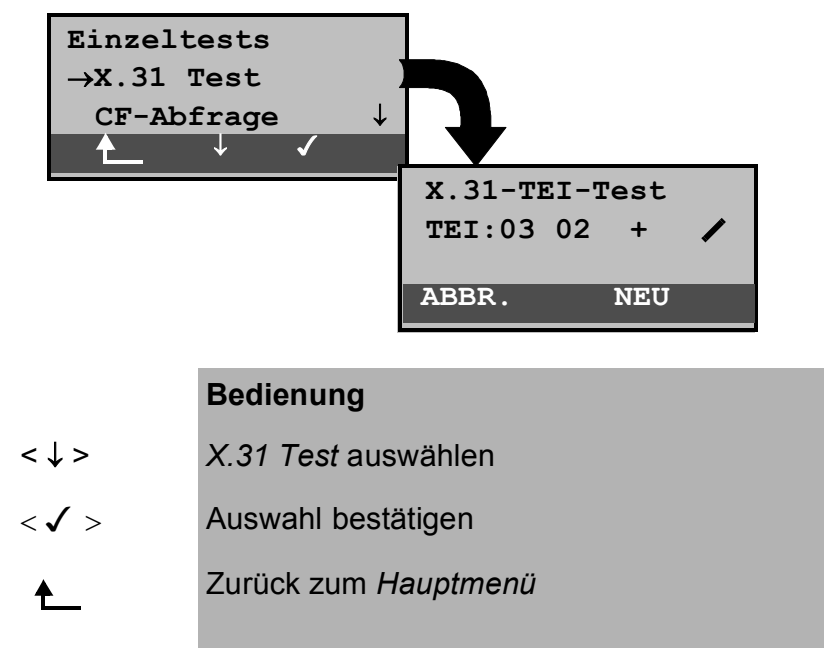 Einzeltests
→X.31 Test
CF-Abfrage ↓
↓ ✓
X.31-TEI-Test
TEI:03 02 +
ABBR. NEU
Bedienung
<↓> X.31 Test auswählen
<✓> Auswahl bestätigen
Zurück zum Hauptmenü